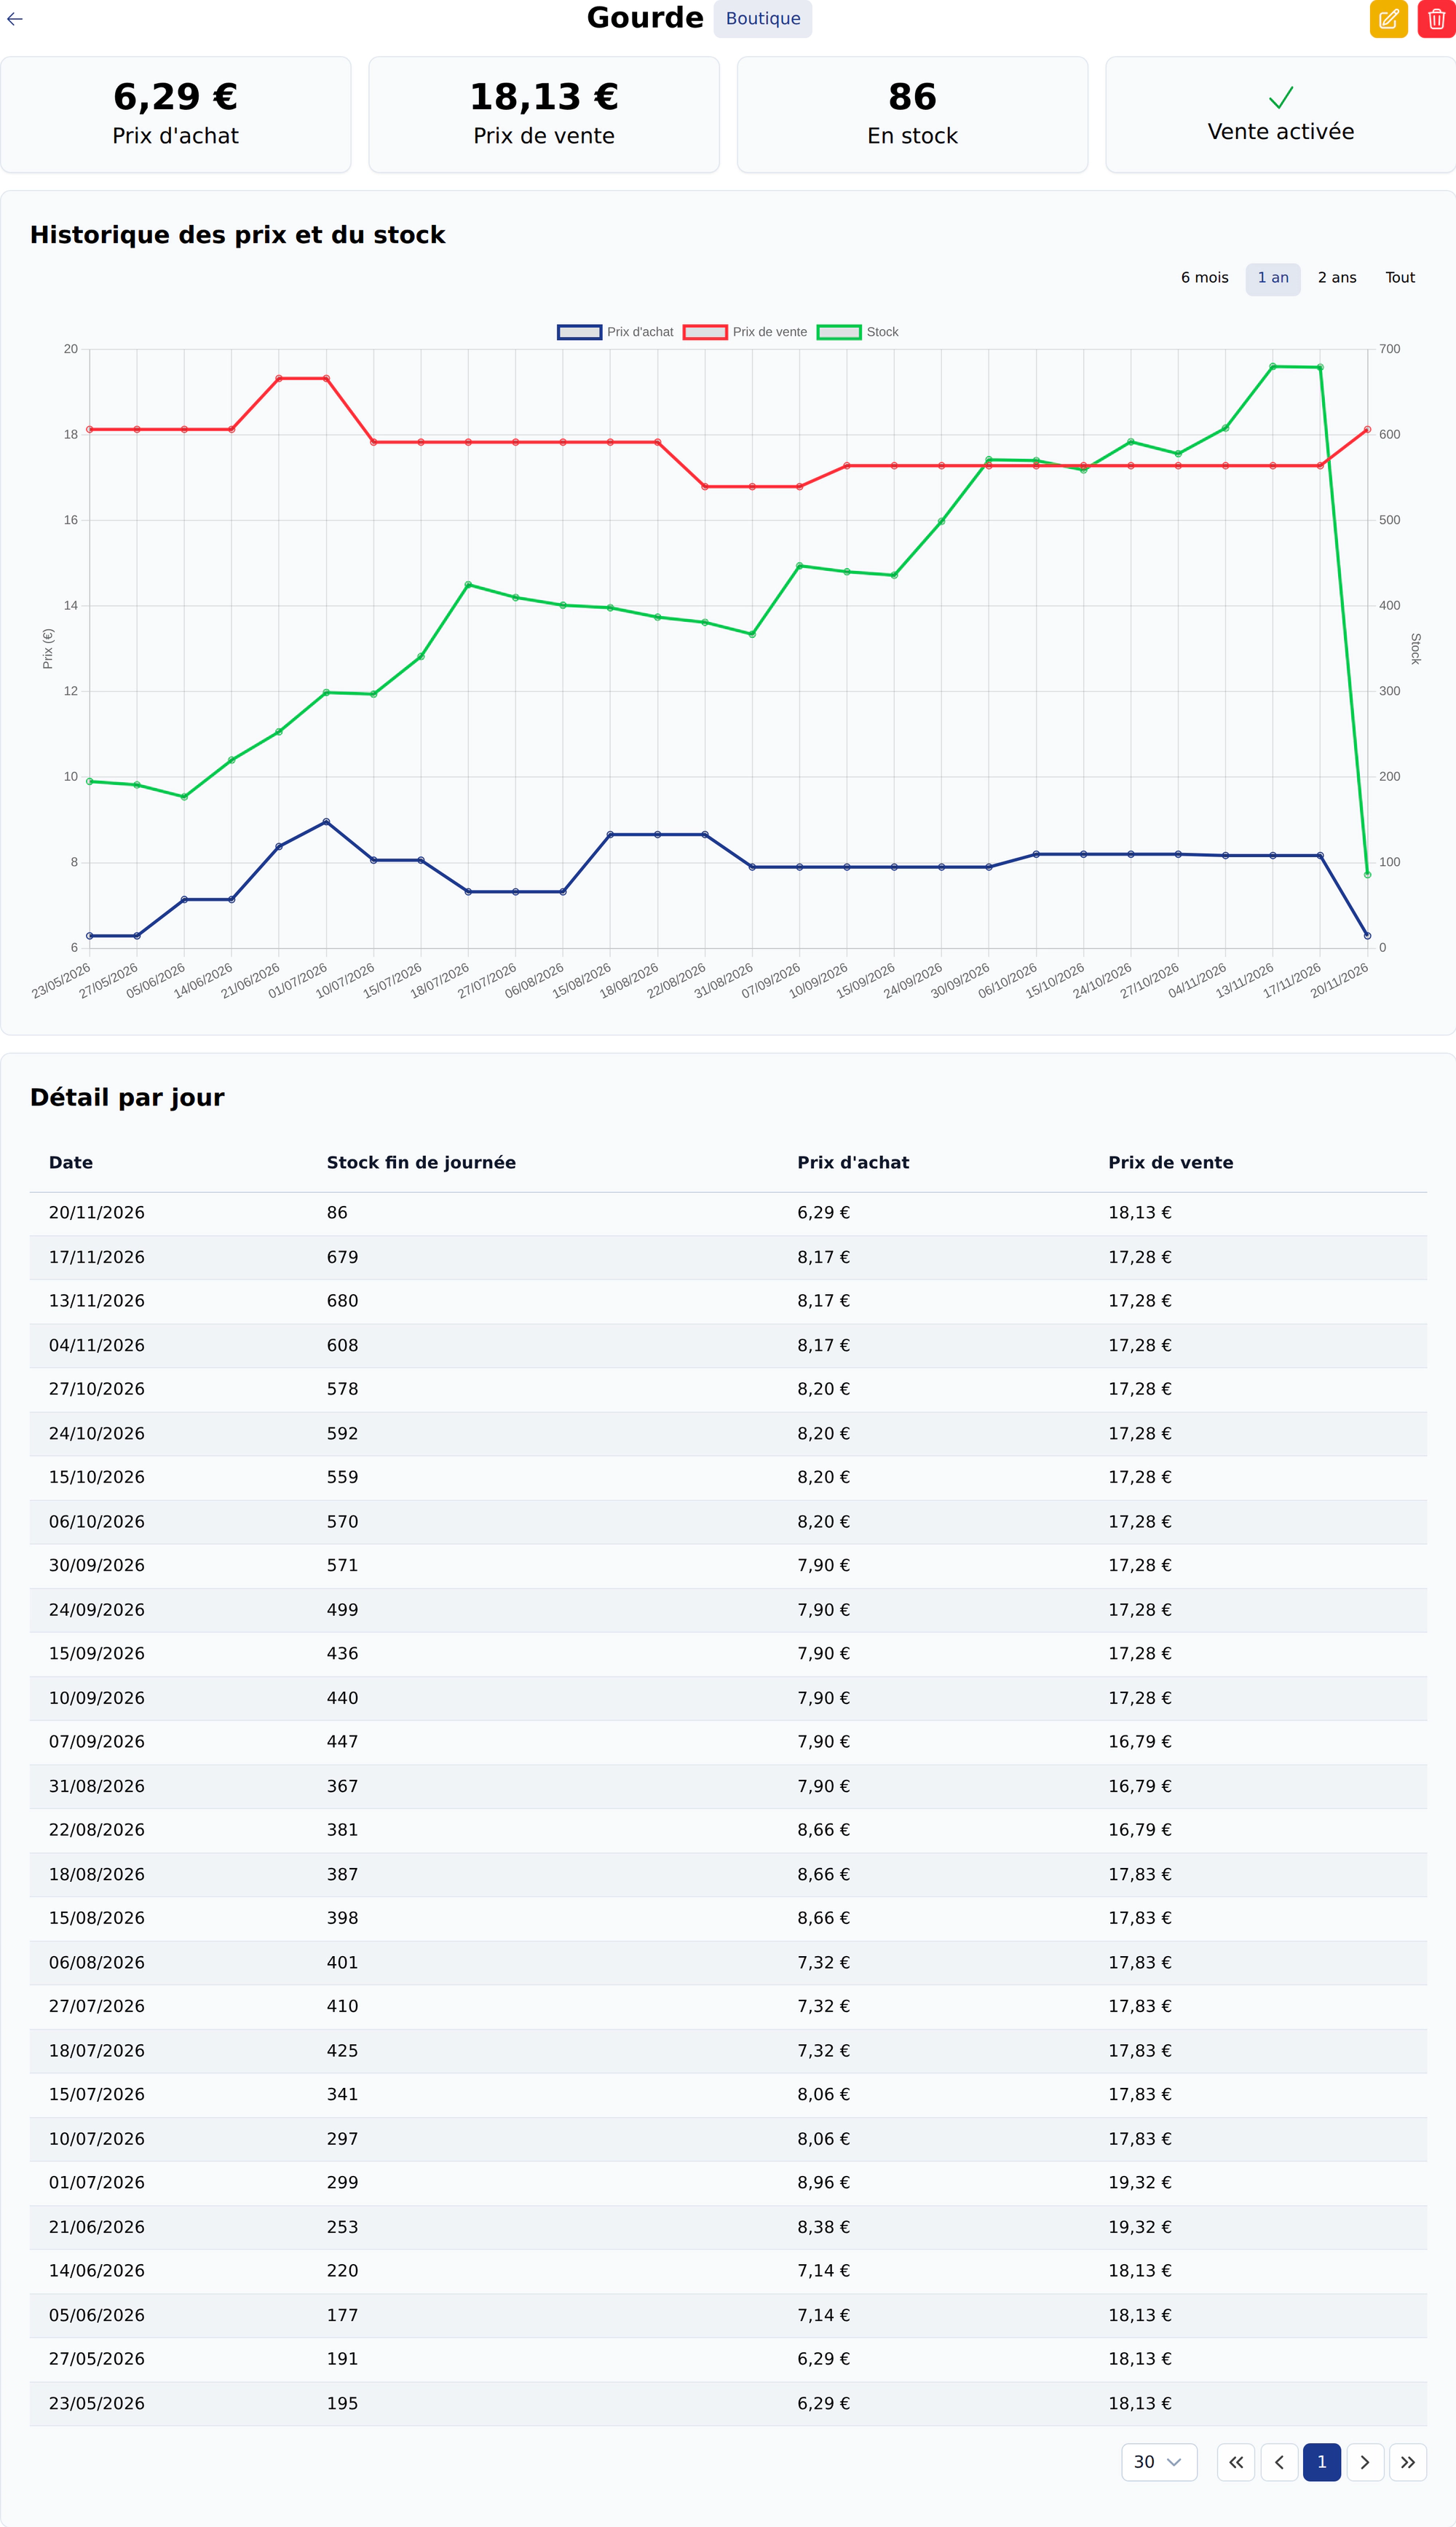 Gourde Boutique
6,29 € 18,13 € 86
Prix d'achat Prix de vente En stock Vente activée
Historique des prix et du stock
6 mois 1 an 2 ans Tout
Prix d'achat Prix de vente Stock
20 700
18 600
16 500
14 400
Prix (€) Stock
12 300
10 200
8 100
6 0
23/05/2026 27/05/2026 05/06/2026 14/06/2026 21/06/2026 01/07/2026 10/07/2026 15/07/2026 18/07/2026 27/07/2026 06/08/2026 15/08/2026 18/08/2026 22/08/2026 31/08/2026 07/09/2026 10/09/2026 15/09/2026 24/09/2026 30/09/2026 06/10/2026 15/10/2026 24/10/2026 27/10/2026 04/11/2026 13/11/2026 17/11/2026 20/11/2026
Détail par jour
Date Stock fin de journée Prix d'achat Prix de vente
20/11/2026 86 6,29 € 18,13 €
17/11/2026 679 8,17 € 17,28 €
13/11/2026 680 8,17 € 17,28 €
04/11/2026 608 8,17 € 17,28 €
27/10/2026 578 8,20 € 17,28 €
24/10/2026 592 8,20 € 17,28 €
15/10/2026 559 8,20 € 17,28 €
06/10/2026 570 8,20 € 17,28 €
30/09/2026 571 7,90 € 17,28 €
24/09/2026 499 7,90 € 17,28 €
15/09/2026 436 7,90 € 17,28 €
10/09/2026 440 7,90 € 17,28 €
07/09/2026 447 7,90 € 16,79 €
31/08/2026 367 7,90 € 16,79 €
22/08/2026 381 8,66 € 16,79 €
18/08/2026 387 8,66 € 17,83 €
15/08/2026 398 8,66 € 17,83 €
06/08/2026 401 7,32 € 17,83 €
27/07/2026 410 7,32 € 17,83 €
18/07/2026 425 7,32 € 17,83 €
15/07/2026 341 8,06 € 17,83 €
10/07/2026 297 8,06 € 17,83 €
01/07/2026 299 8,96 € 19,32 €
21/06/2026 253 8,38 € 19,32 €
14/06/2026 220 7,14 € 18,13 €
05/06/2026 177 7,14 € 18,13 €
27/05/2026 191 6,29 € 18,13 €
23/05/2026 195 6,29 € 18,13 €
30 1